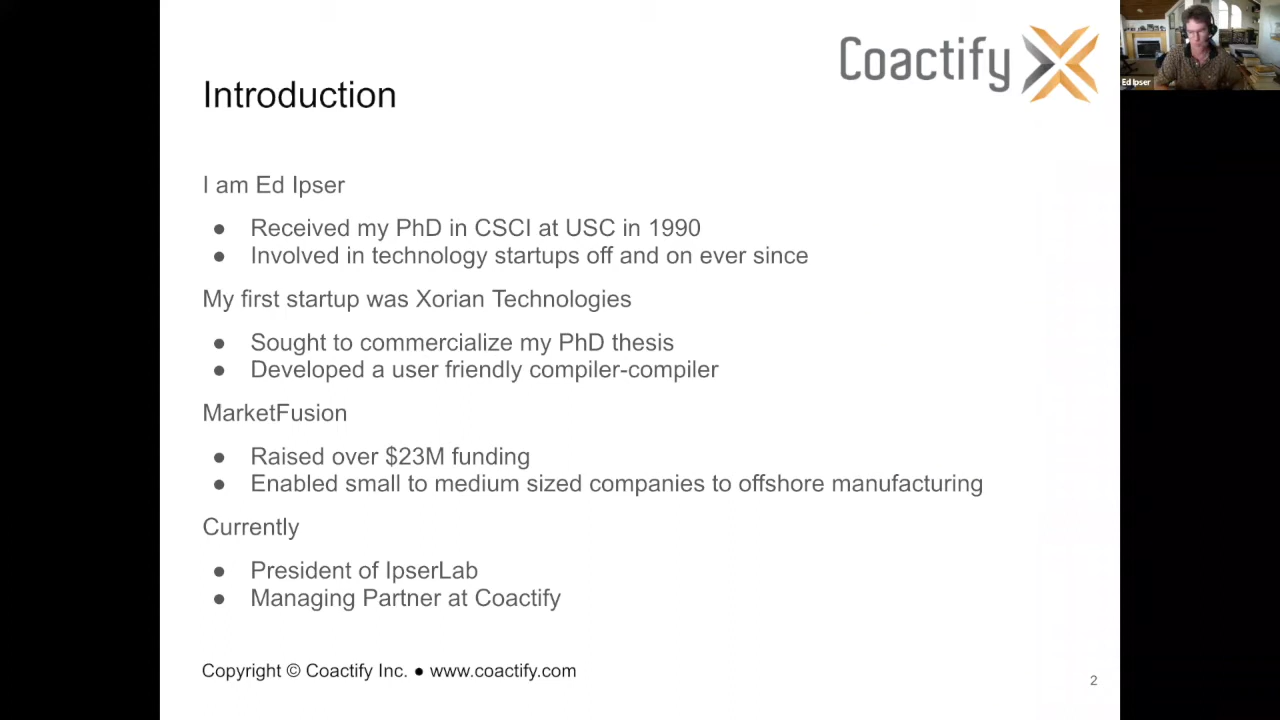 Coactify
Ed Ipser
Introduction
I am Ed Ipser
● Received my PhD in CSCI at USC in 1990
● Involved in technology startups off and on ever since
My first startup was Xorian Technologies
● Sought to commercialize my PhD thesis
● Developed a user friendly compiler-compiler
MarketFusion
● Raised over $23M funding
● Enabled small to medium sized companies to offshore manufacturing
Currently
● President of IpserLab
● Managing Partner at Coactify
Copyright © Coactify Inc. ● www.coactify.com
2